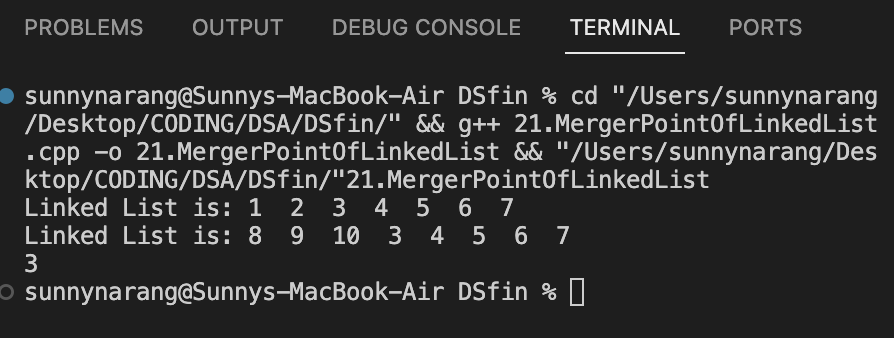 PROBLEMS OUTPUT DEBUG CONSOLE TERMINAL PORTS
sunnynarang@Sunnys-MacBook-Air DSfin % cd "/Users/sunnynarang
/Desktop/CODING/DSA/DSfin/" && g++ 21.MergerPointOfLinkedList
.cpp -o 21.MergerPointOfLinkedList && "/Users/sunnynarang/Des
ktop/CODING/DSA/DSfin/"21.MergerPointOfLinkedList
Linked List is: 1  2  3  4  5  6  7
Linked List is: 8  9  10  3  4  5  6  7
3
sunnynarang@Sunnys-MacBook-Air DSfin %